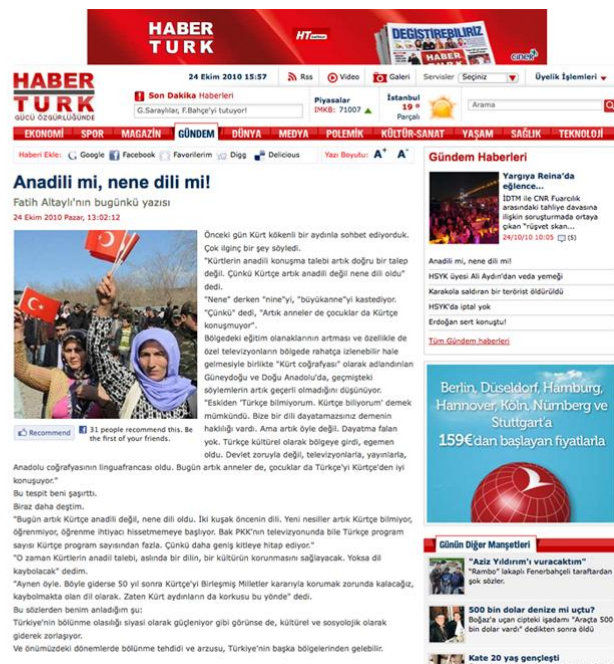 HABER
TURK
HT
DEĞİŞTİREBİLİRİZ
HABER
HABER
TURK
GÜCÜ ÖZGÜRLÜĞÜNDE
24 Ekim 2010 15:57
Rss
Video
Galeri
Servisler
Seçiniz
Üyelik İşlemleri
Son Dakika Haberleri
G.Saraylılar, F.Bahçe'yi tutuyor!
Piyasalar
IMKB: 71007
İstanbul
19 °
Parçalı
Arama
EKONOMİ SPOR MAGAZİN GÜNDEM DÜNYA MEDYA POLEMİK KÜLTÜR-SANAT YAŞAM SAĞLIK TEKNOLOJİ
Haberi Ekle: Google Facebook Favorilerim Digg Delicious
Yazı Boyutu: A+ A-
Anadili mi, nene dili mi!
Fatih Altaylı'nın bugünkü yazısı
24 Ekim 2010 Pazar, 13:02:12
Önceki gün Kürt kökenli bir aydınla sohbet ediyorduk.
Çok ilginç bir şey söyledi.
"Kürtlerin anadili konuşma talebi artık doğru bir talep
değil. Çünkü Kürtçe artık anadili değil nene dili oldu"
dedi.
"Nene" derken "nine"yi, "büyükanne"yi kastediyor.
"Çünkü" dedi, "Artık anneler de çocuklar da Kürtçe
konuşmuyor".
Bölgedeki eğitim olanaklarının artması ve özellikle de
özel televizyonların bölgede rahatça izlenebilir hale
gelmesiyle birlikte "Kürt coğrafyası" olarak adlandırılan
Güneydoğu ve Doğu Anadolu'da, geçmişteki
söylemlerin artık geçerli olmadığını düşünüyor.
"Eskiden 'Türkçe bilmiyorum. Kürtçe biliyorum' demek
mümkündü. Bize bir dili dayatamazsınız demenin
haklılığı vardı. Ama artık öyle değil. Dayatma falan
yok. Türkçe kültürel olarak bölgeye girdi, egemen
oldu. Devlet zoruyla değil, televizyonlarla, yayınlarla,
Anadolu coğrafyasının linguafrancası oldu. Bugün artık anneler de, çocuklar da Türkçe'yi Kürtçe'den iyi
konuşuyor."
Bu tespit beni şaşırttı.
Biraz daha deştim.
"Bugün artık Kürtçe anadili değil, nene dili oldu. İki kuşak öncenin dili. Yeni nesiller artık Kürtçe bilmiyor,
öğrenmiyor, öğrenme ihtiyacı hissetmemeye başlıyor. Bak PKK'nın televizyonunda bile Türkçe program
sayısı Kürtçe program sayısından fazla. Çünkü daha geniş kitleye hitap ediyor."
"O zaman Kürtlerin anadil talebi, aslında bir dilin, bir kültürün korunmasını sağlayacak. Yoksa dil
kaybolacak" dedim.
"Aynen öyle. Böyle giderse 50 yıl sonra Kürtçe'yi Birleşmiş Milletler kararıyla korumak zorunda kalacağız,
kaybolmakta olan dil olarak. Zaten Kürt aydınların da korkusu bu yönde" dedi.
Bu sözlerden benim anladığım şu:
Türkiye'nin bölünme olasılığı siyasi olarak güçleniyor gibi görünse de, kültürel ve sosyolojik olarak
giderek zorlaşıyor.
Ve önümüzdeki dönemlerde bölünme tehdidi ve arzusu, Türkiye'nin başka bölgelerinden gelebilir.
Recommend
31 people recommend this. Be
the first of your friends.
Gündem Haberleri
Yargıya Reina'da
eğlence...
İDTM ile CNR Fuarcılık
arasındaki tahliye davasına
ilişkin soruşturmada ortaya
çıkan "rüşvet skan...
24/10/10 10:05 (5)
Anadili mi, nene dili mi!
HSYK üyesi Ali Aydın'dan veda yemeği
Karakola saldıran bir terörist öldürüldü
HSYK'da iptal yok
Erdoğan sert konuştu!
Tüm Gündem haberleri
Berlin, Düseldorf, Hamburg,
Hannover, Köln, Nürnberg ve
Stuttgart'a
159€'dan başlayan fiyatlarla
Günün Diğer Manşetleri
"Aziz Yıldırım'ı vuracaktım"
"Rambo" lakaplı Fenerbahçeli taraftardan
şok sözler.
500 bin dolar denize mi uçtu?
Boğaz'a uçan cipteki işadamı "Araçta 500
bin dolar vardı" dedikten sonra öldü
Kate 20 yaş gençleşti